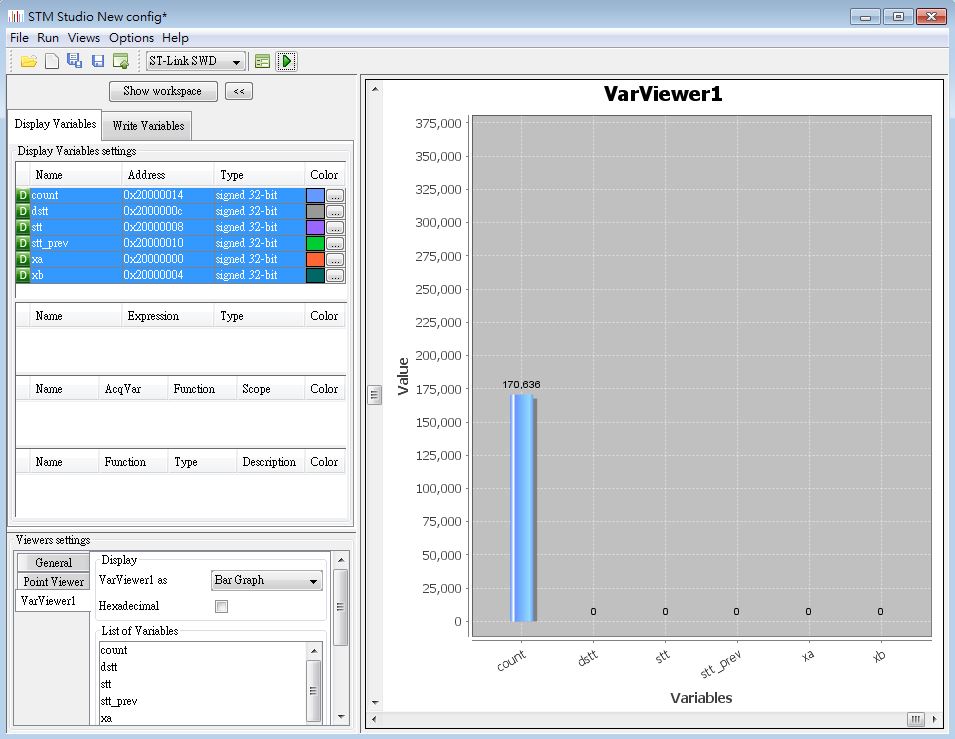 STM Studio New config*
File Run Views Options Help
ST-Link SWD
Show workspace <<
Display Variables Write Variables
Display Variables settings
Name Address Type Color
D count 0x20000014 signed 32-bit ...
D dstt 0x2000000c signed 32-bit ...
D stt 0x20000008 signed 32-bit ...
D stt_prev 0x20000010 signed 32-bit ...
D xa 0x20000000 signed 32-bit ...
D xb 0x20000004 signed 32-bit ...
Name Expression Type Color
Name AcqVar Function Scope Color
Name Function Type Description Color
Viewers settings
General
Point Viewer
VarViewer1
Display
VarViewer1 as Bar Graph
Hexadecimal
List of Variables
count
dstt
stt
stt_prev
xa
VarViewer1
375,000
350,000
325,000
300,000
275,000
250,000
225,000
200,000
175,000
150,000
125,000
100,000
75,000
50,000
25,000
0
Value
170,636
0 0 0 0 0
count dstt stt stt_prev xa xb
Variables